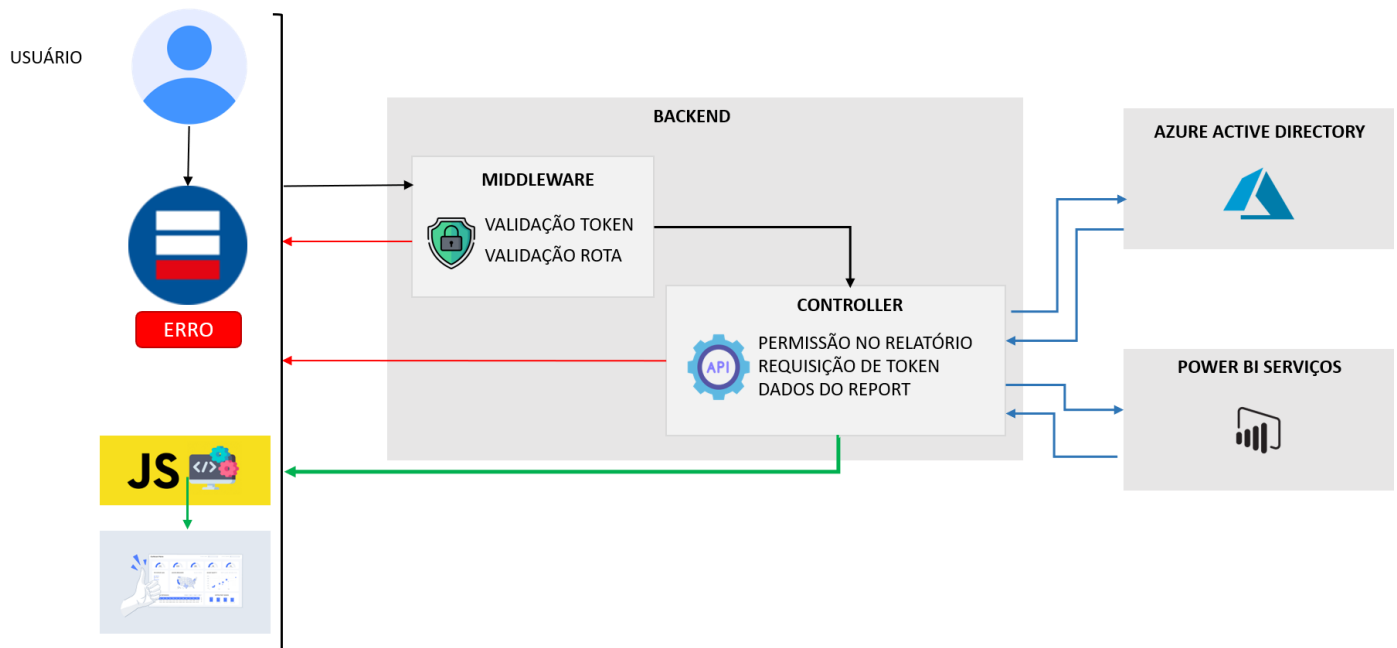 USUÁRIO
BACKEND
MIDDLEWARE
VALIDAÇÃO TOKEN
VALIDAÇÃO ROTA
AZURE ACTIVE DIRECTORY
ERRO
CONTROLLER
API
PERMISSÃO NO RELATÓRIO
REQUISIÇÃO DE TOKEN
DADOS DO REPORT
POWER BI SERVIÇOS
JS
</>